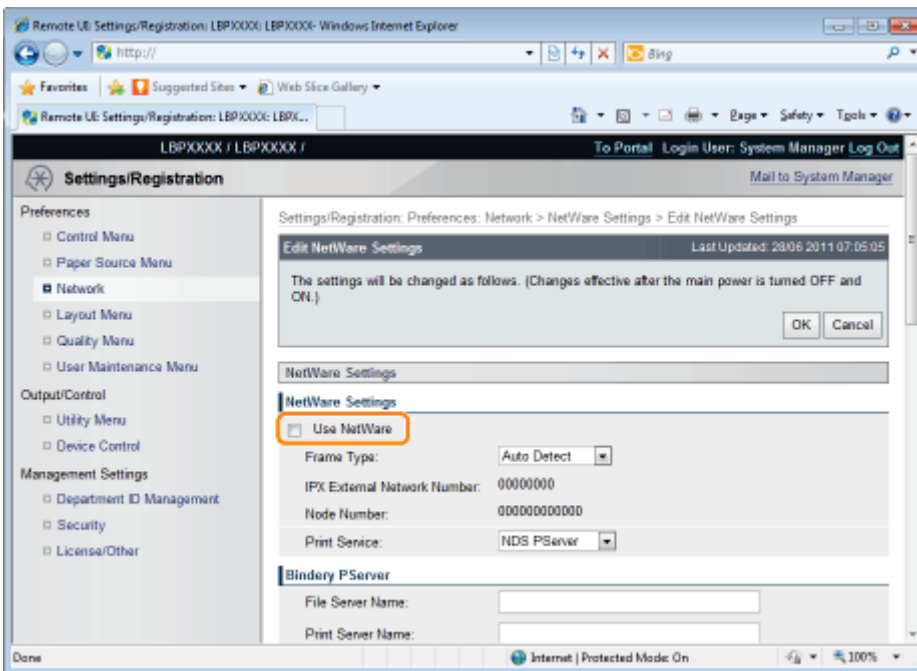 Remote UI: Settings/Registration: LBPXXXX: LBPXXXX- Windows Internet Explorer
http://
Bing
Favorites Suggested Sites Web Slice Gallery
Remote UI: Settings/Registration: LBPXXXX: LBPX...
Page Safety Tools
LBPXXXX / LBPXXXX /
To Portal Login User: System Manager Log Out
Settings/Registration
Mail to System Manager
Preferences
Control Menu
Paper Source Menu
Network
Layout Menu
Quality Menu
User Maintenance Menu
Output/Control
Utility Menu
Device Control
Management Settings
Department ID Management
Security
License/Other
Settings/Registration: Preferences: Network > NetWare Settings > Edit NetWare Settings
Edit NetWare Settings
Last Updated: 28/06 2011 07:05:05
The settings will be changed as follows. (Changes effective after the main power is turned OFF and
ON.)
OK Cancel
NetWare Settings
NetWare Settings
Use NetWare
Frame Type: Auto Detect
IPX External Network Number: 00000000
Node Number: 000000000000
Print Service: NDS PServer
Bindery PServer
File Server Name:
Print Server Name:
Done
Internet | Protected Mode: On
100%